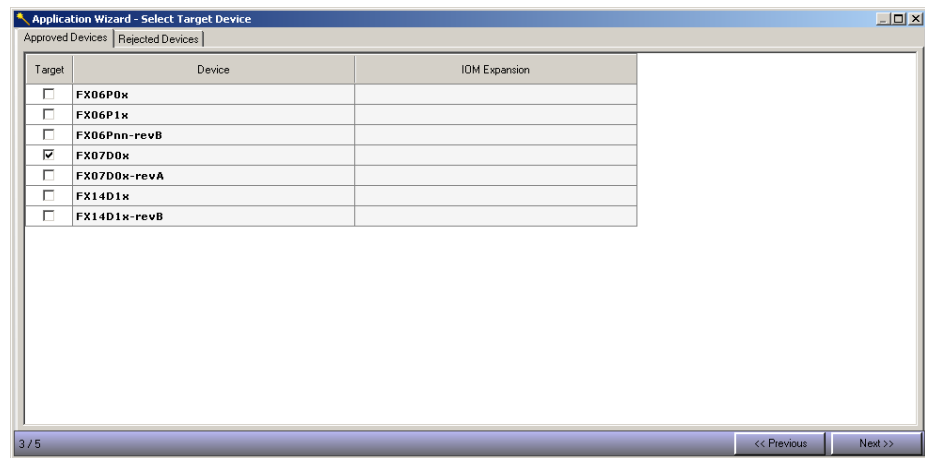 Application Wizard - Select Target Device
Approved Devices Rejected Devices
Target Device IOM Expansion
FX06P0x
FX06P1x
FX06Pnn-revB
FX07D0x
FX07D0x-revA
FX14D1x
FX14D1x-revB
3 / 5 << Previous Next >>